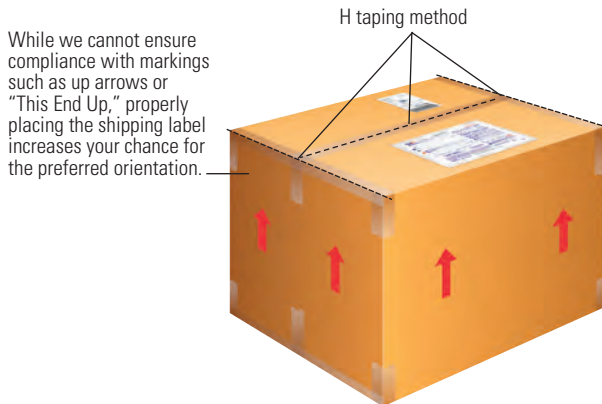 H taping method
While we cannot ensure
compliance with markings
such as up arrows or
“This End Up,” properly
placing the shipping label
increases your chance for
the preferred orientation.